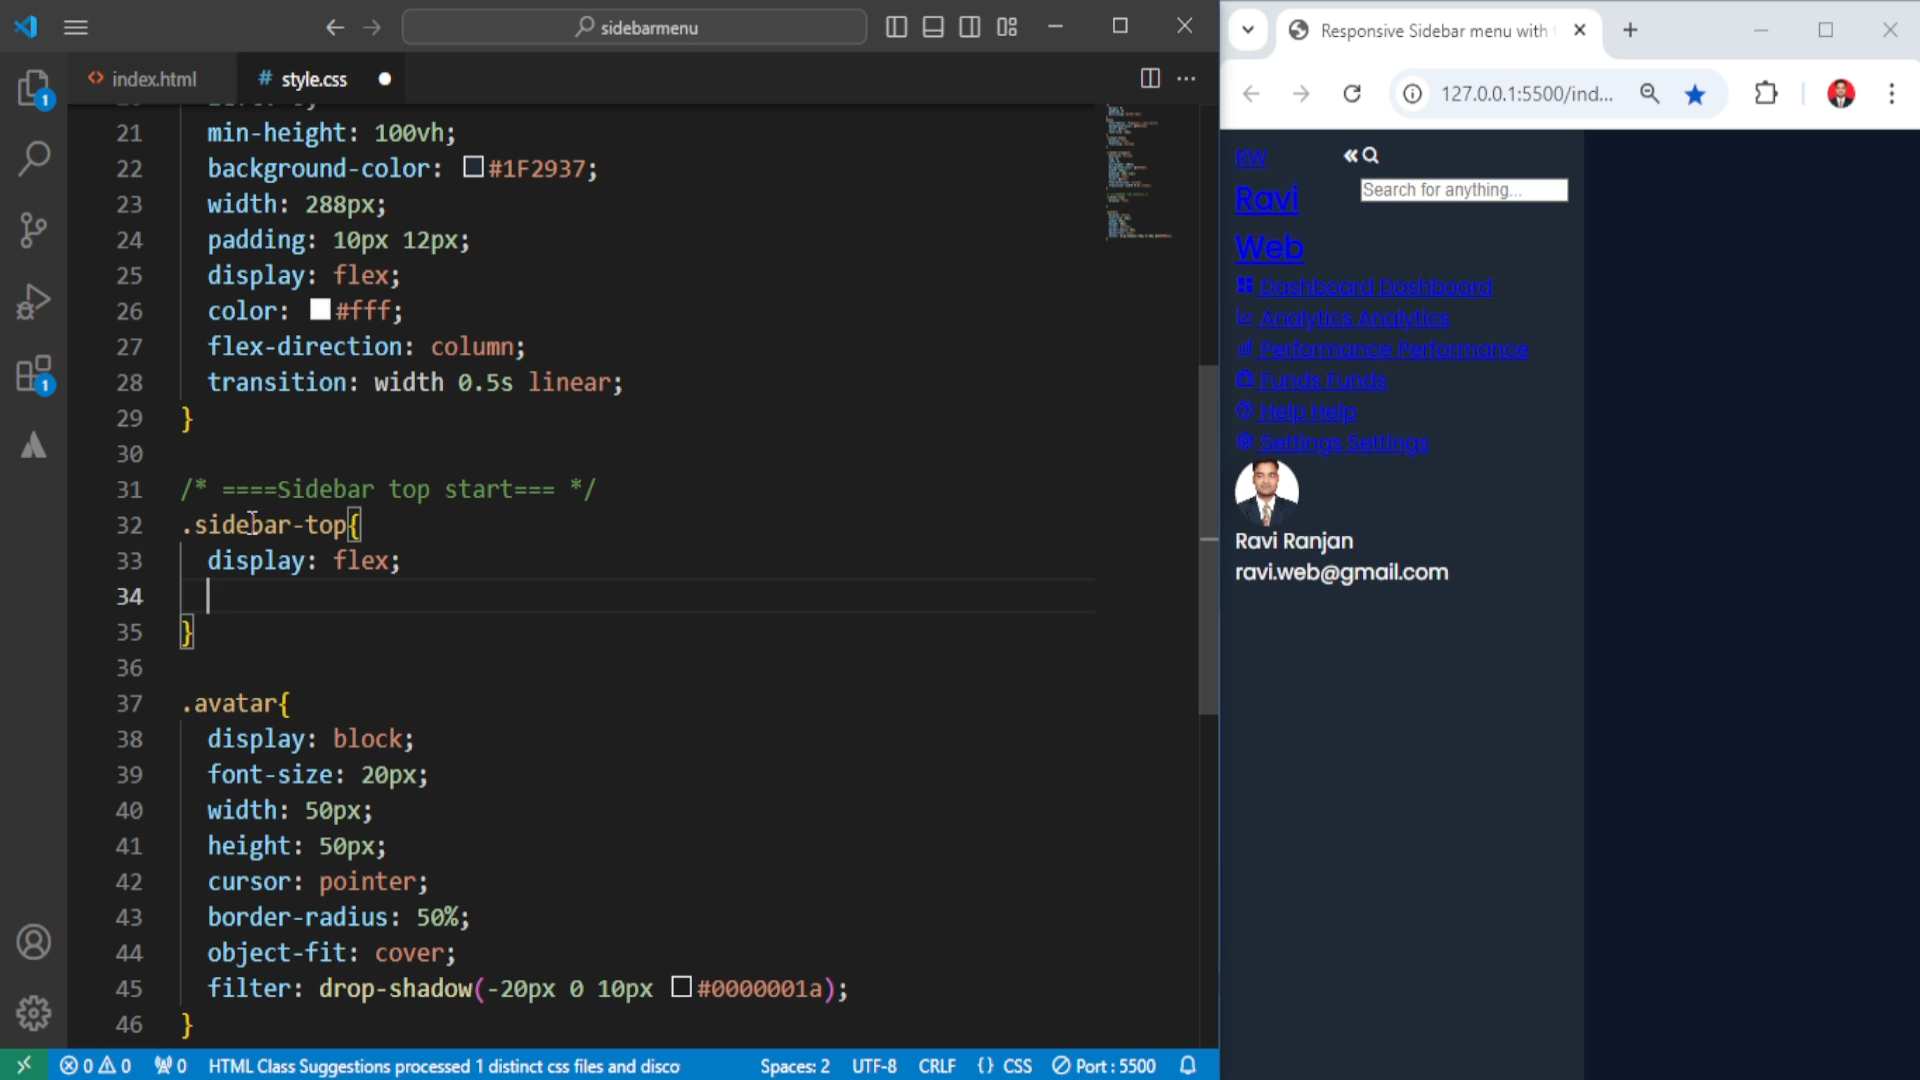 sidebarmenu
index.html
# style.css
21 min-height: 100vh;
22 background-color: #1F2937;
23 width: 288px;
24 padding: 10px 12px;
25 display: flex;
26 color: #fff;
27 flex-direction: column;
28 transition: width 0.5s linear;
29 }
30
31 /* ====Sidebar top start=== */
32 .sidebar-top{
33 display: flex;
34
35 }
36
37 .avatar{
38 display: block;
39 font-size: 20px;
40 width: 50px;
41 height: 50px;
42 cursor: pointer;
43 border-radius: 50%;
44 object-fit: cover;
45 filter: drop-shadow(-20px 0 10px #0000001a);
46 }
1
1
0 0 0 HTML Class Suggestions processed 1 distinct css files and disco
Spaces: 2 UTF-8 CRLF {} CSS Port : 5500
Responsive Sidebar menu with
127.0.0.1:5500/ind...
RW
Ravi
Web
Search for anything...
Dashboard Dashboard
Analytics Analytics
Performance Performance
Funds Funds
Help Help
Settings Settings
Ravi Ranjan
ravi.web@gmail.com